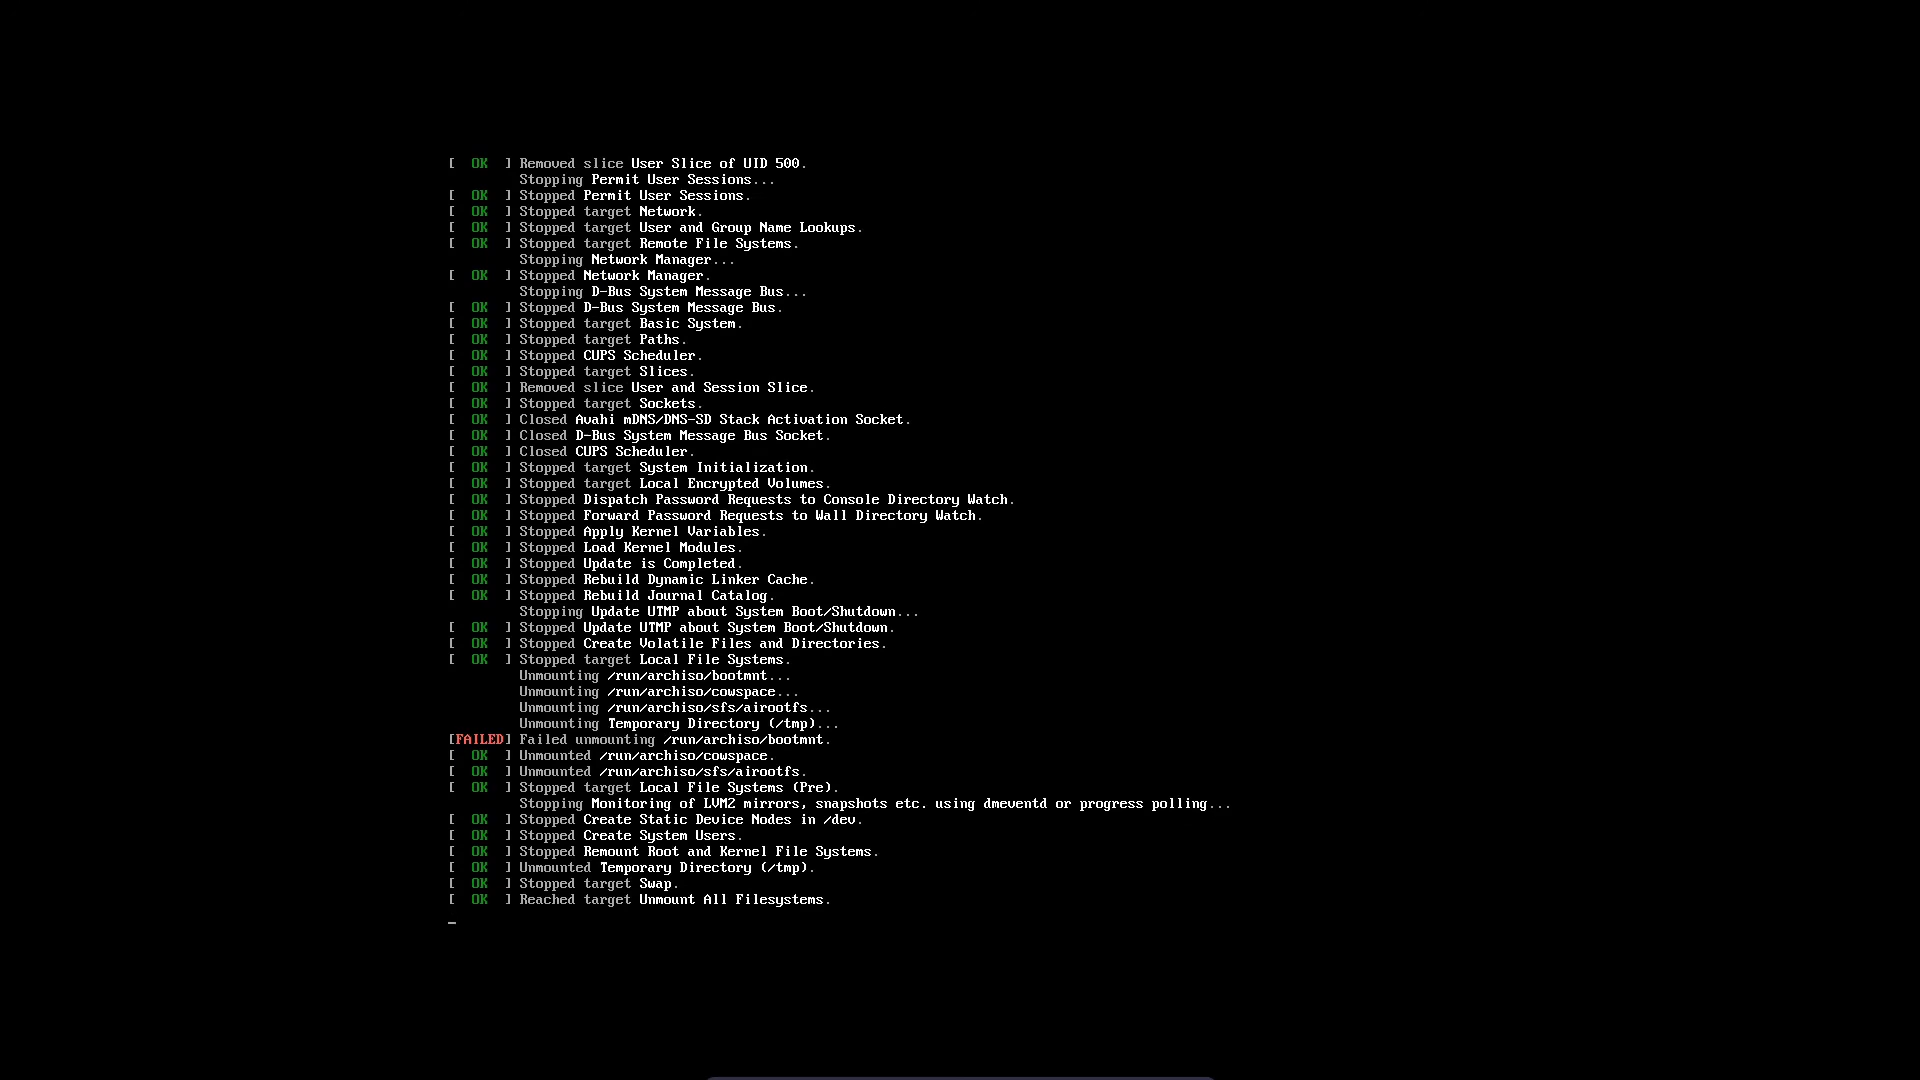 [  OK  ] Removed slice User Slice of UID 500.
         Stopping Permit User Sessions...
[  OK  ] Stopped Permit User Sessions.
[  OK  ] Stopped target Network.
[  OK  ] Stopped target User and Group Name Lookups.
[  OK  ] Stopped target Remote File Systems.
         Stopping Network Manager...
[  OK  ] Stopped Network Manager.
         Stopping D-Bus System Message Bus...
[  OK  ] Stopped D-Bus System Message Bus.
[  OK  ] Stopped target Basic System.
[  OK  ] Stopped target Paths.
[  OK  ] Stopped CUPS Scheduler.
[  OK  ] Stopped target Slices.
[  OK  ] Removed slice User and Session Slice.
[  OK  ] Stopped target Sockets.
[  OK  ] Closed Avahi mDNS/DNS-SD Stack Activation Socket.
[  OK  ] Closed D-Bus System Message Bus Socket.
[  OK  ] Closed CUPS Scheduler.
[  OK  ] Stopped target System Initialization.
[  OK  ] Stopped target Local Encrypted Volumes.
[  OK  ] Stopped Dispatch Password Requests to Console Directory Watch.
[  OK  ] Stopped Forward Password Requests to Wall Directory Watch.
[  OK  ] Stopped Apply Kernel Variables.
[  OK  ] Stopped Load Kernel Modules.
[  OK  ] Stopped Update is Completed.
[  OK  ] Stopped Rebuild Dynamic Linker Cache.
[  OK  ] Stopped Rebuild Journal Catalog.
         Stopping Update UTMP about System Boot/Shutdown...
[  OK  ] Stopped Update UTMP about System Boot/Shutdown.
[  OK  ] Stopped Create Volatile Files and Directories.
[  OK  ] Stopped target Local File Systems.
         Unmounting /run/archiso/bootmnt...
         Unmounting /run/archiso/cowspace...
         Unmounting /run/archiso/sfs/airootfs...
         Unmounting Temporary Directory (/tmp)...
[FAILED] Failed unmounting /run/archiso/bootmnt.
[  OK  ] Unmounted /run/archiso/cowspace.
[  OK  ] Unmounted /run/archiso/sfs/airootfs.
[  OK  ] Stopped target Local File Systems (Pre).
         Stopping Monitoring of LVM2 mirrors, snapshots etc. using dmeventd or progress polling...
[  OK  ] Stopped Create Static Device Nodes in /dev.
[  OK  ] Stopped Create System Users.
[  OK  ] Stopped Remount Root and Kernel File Systems.
[  OK  ] Unmounted Temporary Directory (/tmp).
[  OK  ] Stopped target Swap.
[  OK  ] Reached target Unmount All Filesystems.